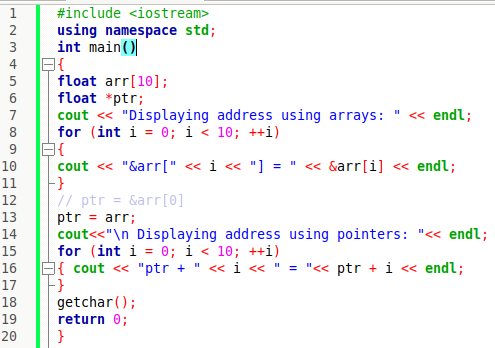 1 #include <iostream>
2 using namespace std;
3 int main()
4 {
5 float arr[10];
6 float *ptr;
7 cout << "Displaying address using arrays: " << endl;
8 for (int i = 0; i < 10; ++i)
9 {
10 cout << "&arr[" << i << "] = " << &arr[i] << endl;
11 }
12 // ptr = &arr[0]
13 ptr = arr;
14 cout<<"\n Displaying address using pointers: "<< endl;
15 for (int i = 0; i < 10; ++i)
16 { cout << "ptr + " << i << " = "<< ptr + i << endl;
17 }
18 getchar();
19 return 0;
20 }